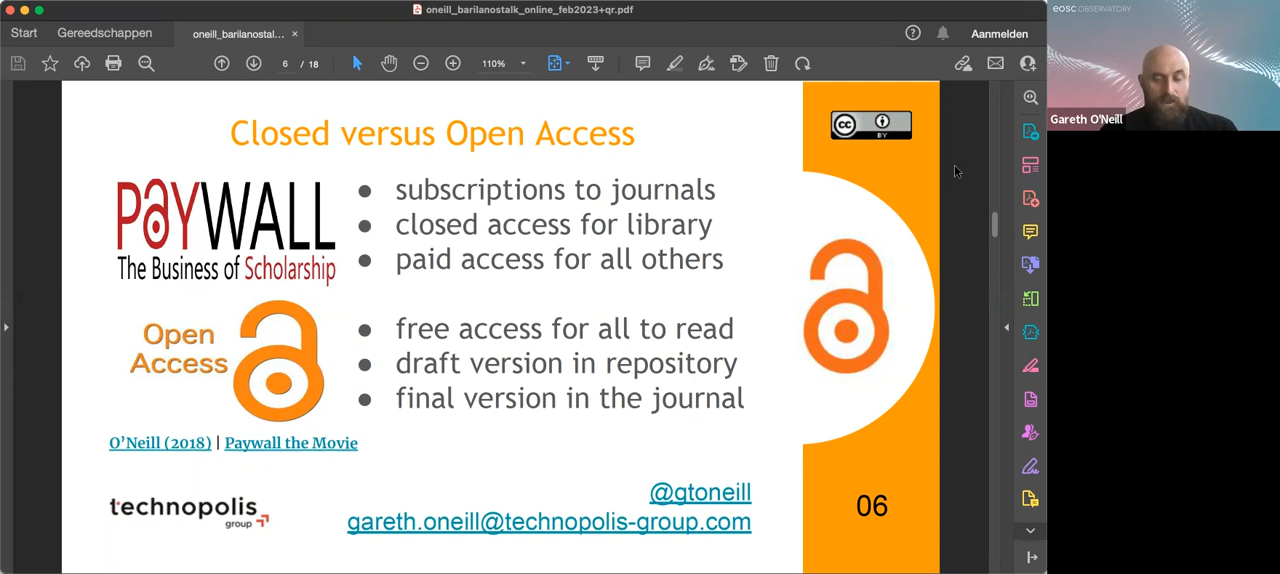 oneill_barilanostalk_online_feb2023+qr.pdf
Start
Gereedschappen
oneill_barilanostal... ×
Aanmelden
6 / 18
110%
EOSC OBSERVATORY
Gareth O'Neill
Closed versus Open Access
CC
BY
PAYWALL
The Business of Scholarship
● subscriptions to journals
● closed access for library
● paid access for all others
Open
Access
● free access for all to read
● draft version in repository
● final version in the journal
O'Neill (2018) | Paywall the Movie
technopolis
group
@gtoneill
gareth.oneill@technopolis-group.com
06